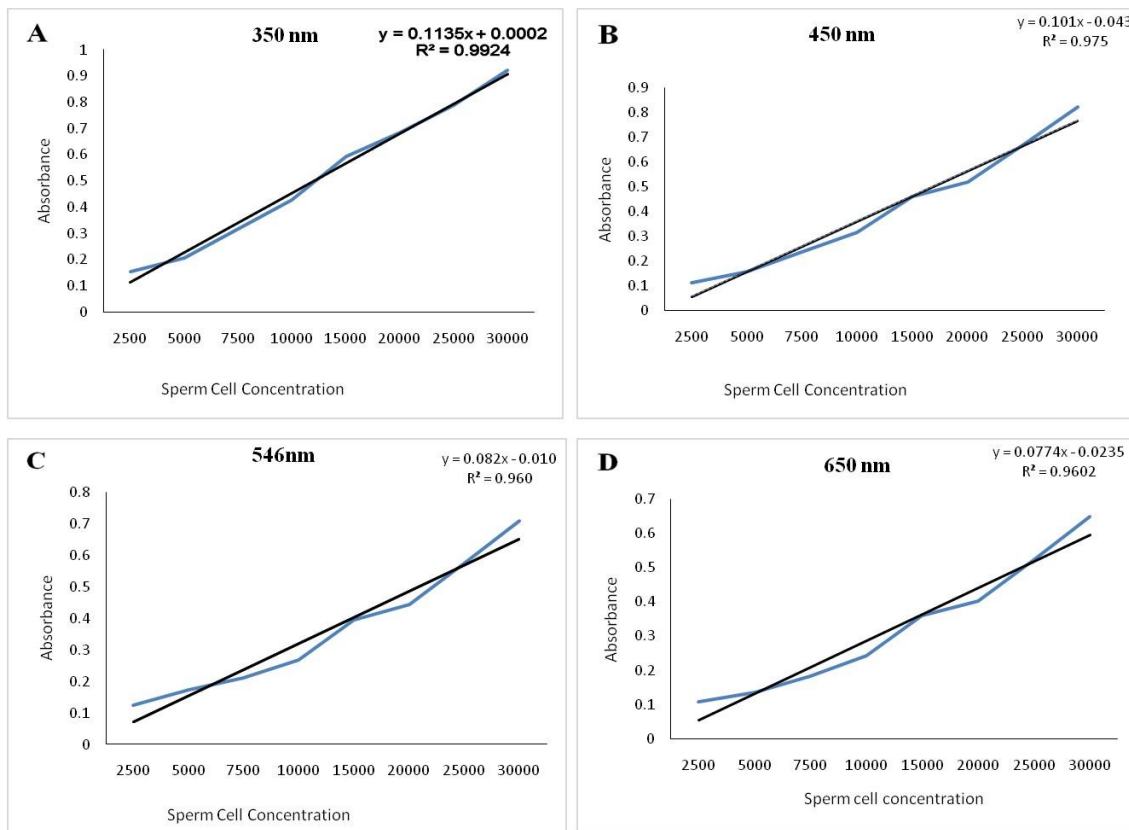 A
350 nm
y = 0.1135x + 0.0002
R² = 0.9924
1
0.9
0.8
0.7
0.6
0.5
0.4
0.3
0.2
0.1
0
Absorbance
2500 5000 7500 10000 15000 20000 25000 30000
Sperm Cell Concentration
B
450 nm
y = 0.101x - 0.043
R² = 0.975
0.9
0.8
0.7
0.6
0.5
0.4
0.3
0.2
0.1
0
Absorbance
2500 5000 7500 10000 15000 20000 25000 30000
Sperm Cell Concentration
C
546nm
y = 0.082x - 0.010
R² = 0.960
0.8
0.7
0.6
0.5
0.4
0.3
0.2
0.1
0
Absorbance
2500 5000 7500 10000 15000 20000 25000 30000
Sperm Cell Concentration
D
650 nm
y = 0.0774x - 0.0235
R² = 0.9602
0.7
0.6
0.5
0.4
0.3
0.2
0.1
0
Absorbance
2500 5000 7500 10000 15000 20000 25000 30000
Sperm cell concentration